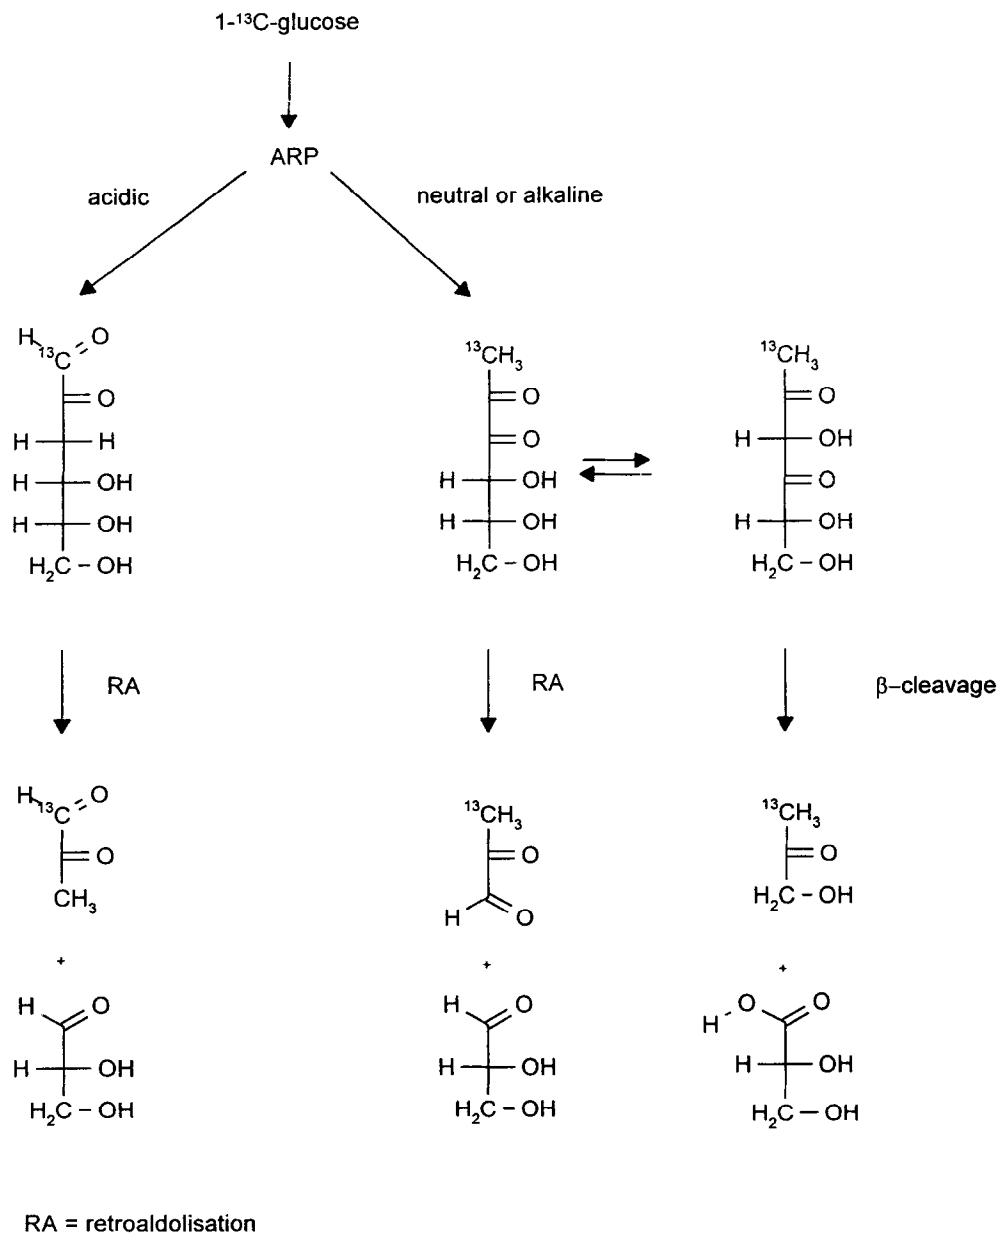 1-¹³C-glucose
ARP
acidic
neutral or alkaline
H ¹³C O
O
H H
H OH
H OH
H₂C – OH
¹³CH₃
O
O
H OH
H OH
H₂C – OH
¹³CH₃
O
H OH
O
H OH
H₂C – OH
RA
RA
β–cleavage
H ¹³C O
O
CH₃
+
H O
H OH
H₂C – OH
¹³CH₃
O
H O
+
H O
H OH
H₂C – OH
¹³CH₃
O
H₂C – OH
+
H O O
H OH
H₂C – OH
RA = retroaldolisation